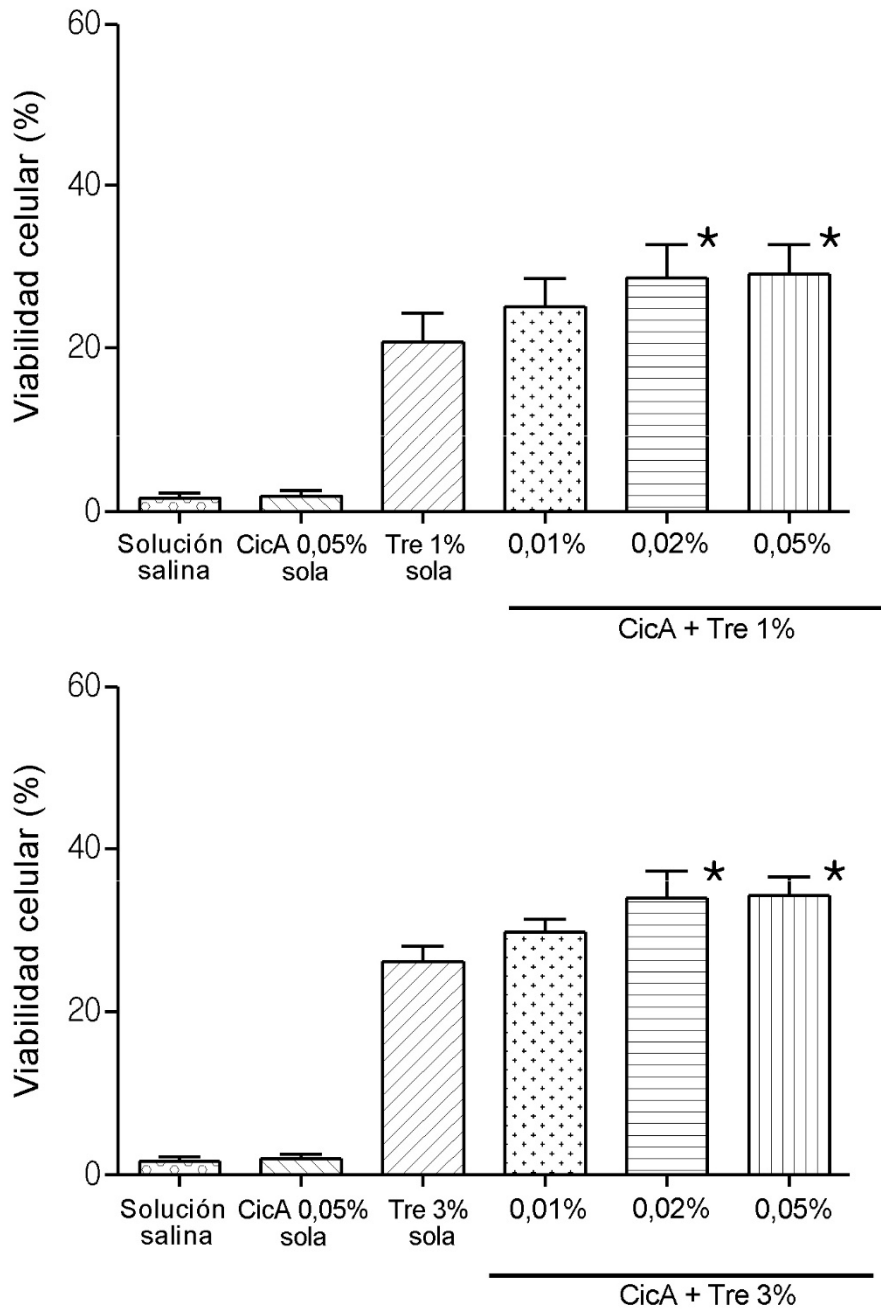 Viabilidad celular (%)
60
40
20
0
Solución salina
CicA 0,05% sola
Tre 1% sola
0,01%
0,02%
0,05%
*
*
CicA + Tre 1%
Viabilidad celular (%)
60
40
20
0
Solución salina
CicA 0,05% sola
Tre 3% sola
0,01%
0,02%
0,05%
*
*
CicA + Tre 3%